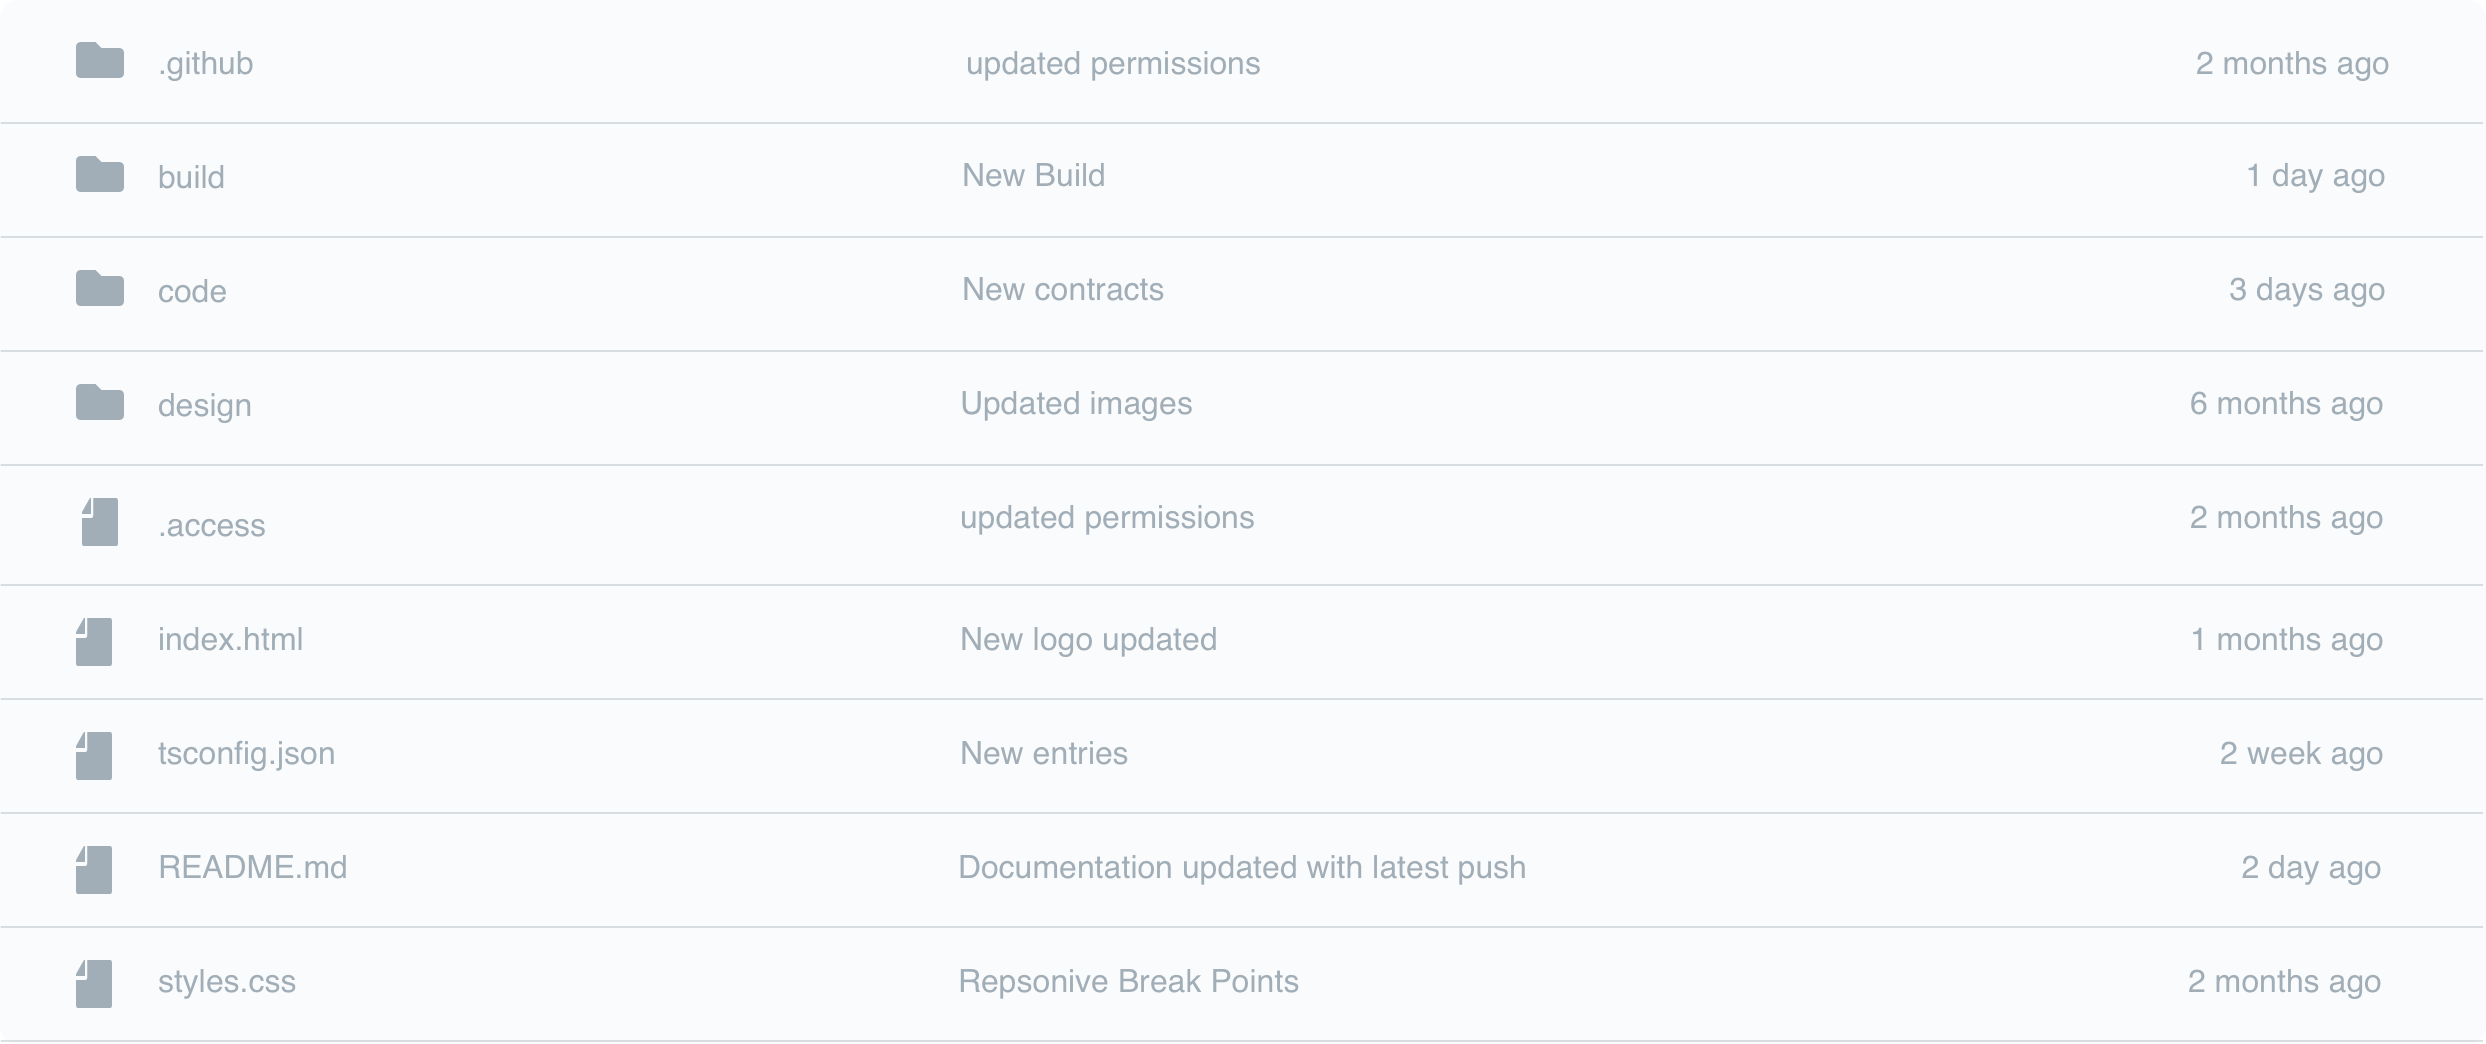 .github updated permissions 2 months ago
build New Build 1 day ago
code New contracts 3 days ago
design Updated images 6 months ago
.access updated permissions 2 months ago
index.html New logo updated 1 months ago
tsconfig.json New entries 2 week ago
README.md Documentation updated with latest push 2 day ago
styles.css Repsonive Break Points 2 months ago